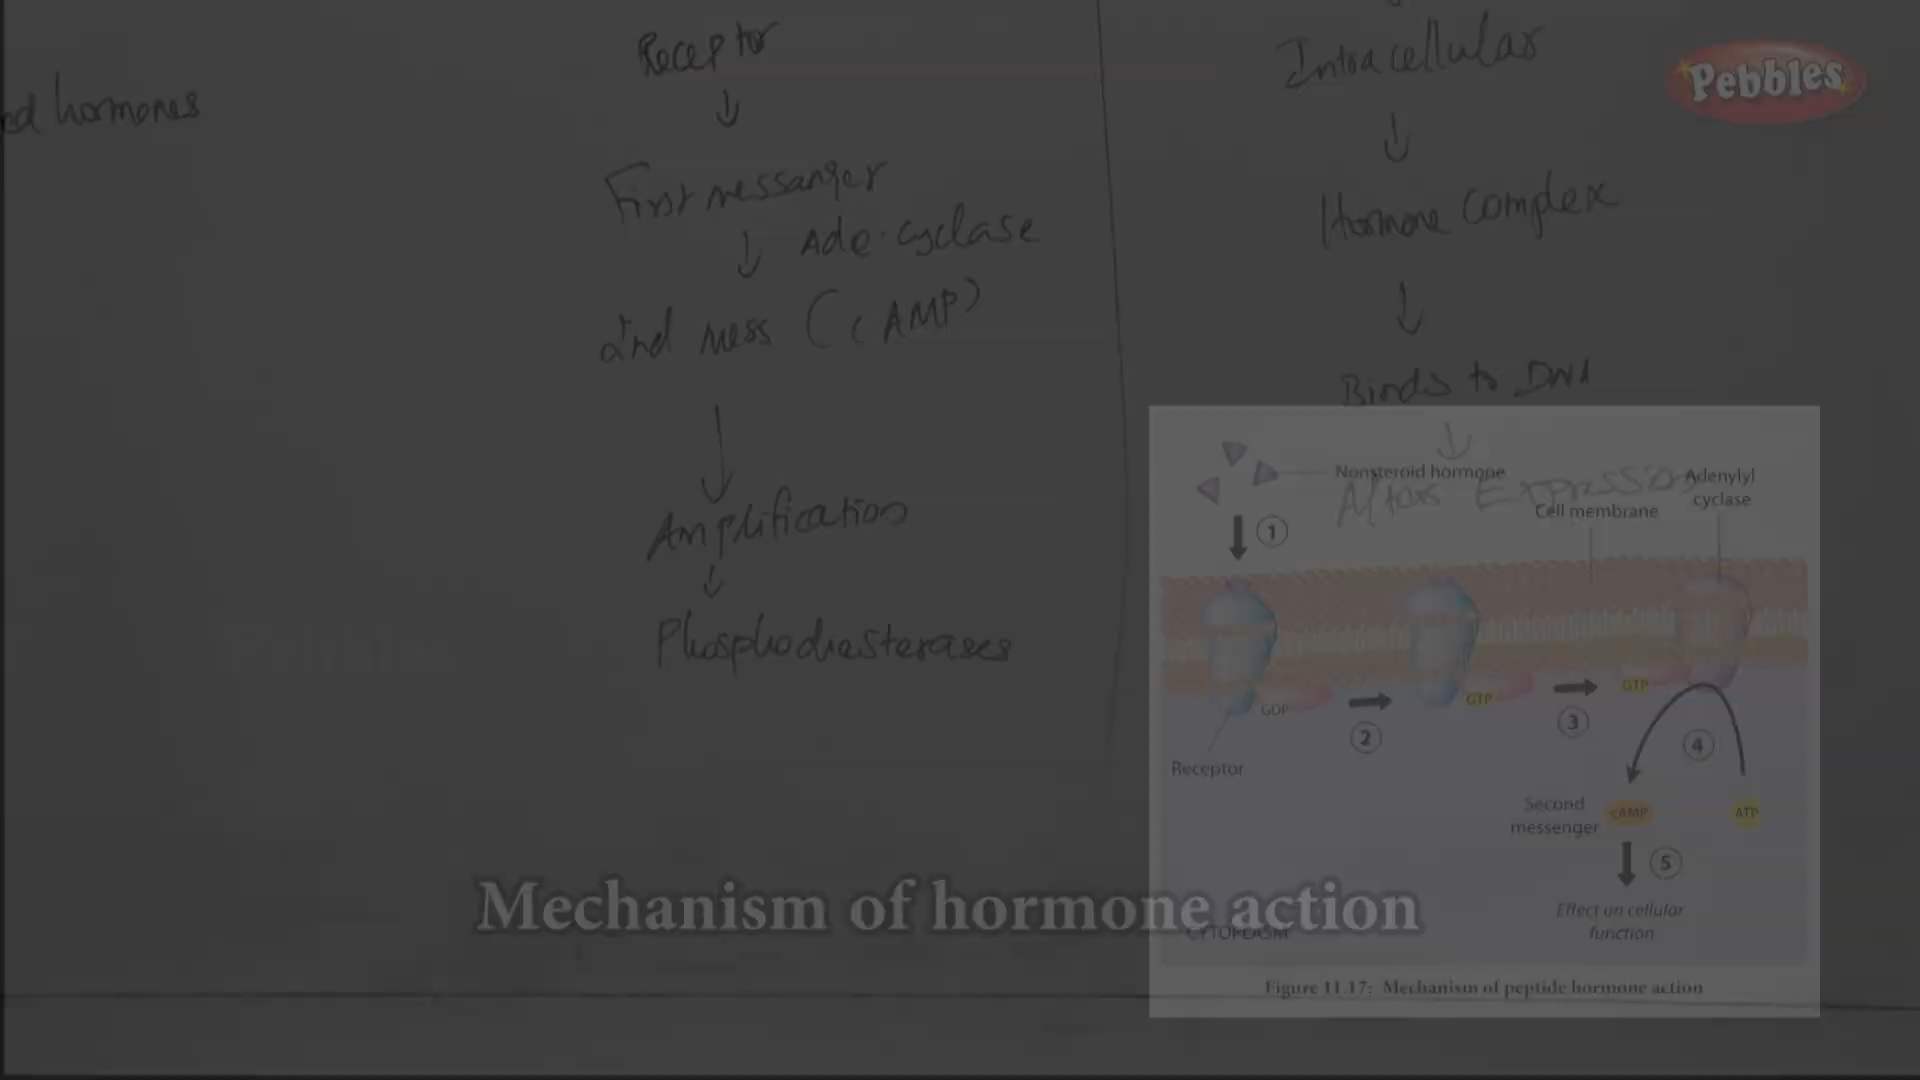 ed hormones
Receptor
↓
First messanger
↓ Ade. cyclase
2nd mess (cAMP)
↓
Amplification
↓
Phosphodiesterases
Intracellular
↓
Hormone Complex
↓
Binds to DNA
↓
Alters Expression
Pebbles
Nonsteroid hormone
Adenylyl
cyclase
Cell membrane
1
GDP
2
GTP
3
GTP
4
Receptor
Second
messenger
cAMP
ATP
5
Effect on cellular
function
CYTOPLASM
Figure 11.17: Mechanism of peptide hormone action
Mechanism of hormone action